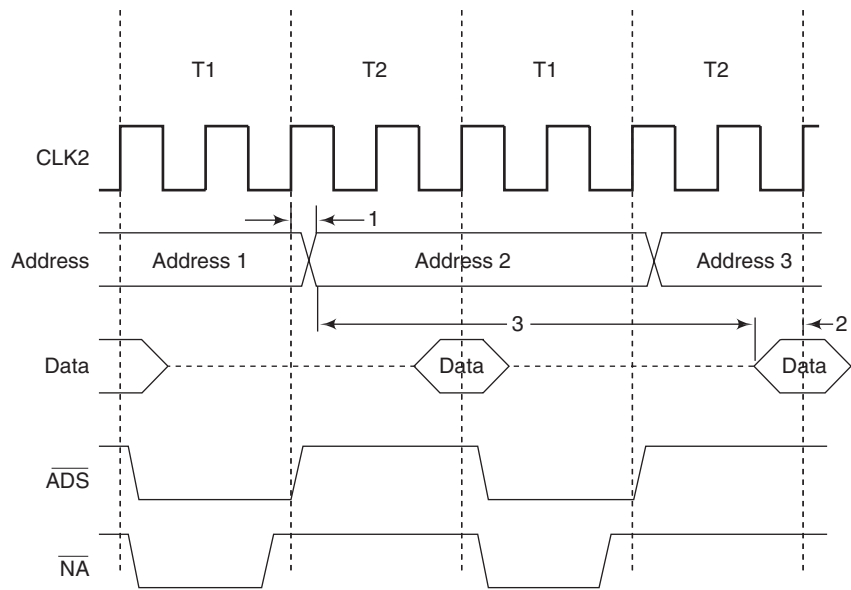 T1 T2 T1 T2
CLK2
1
Address Address 1 Address 2 Address 3
3 2
Data Data Data
ADS
NA